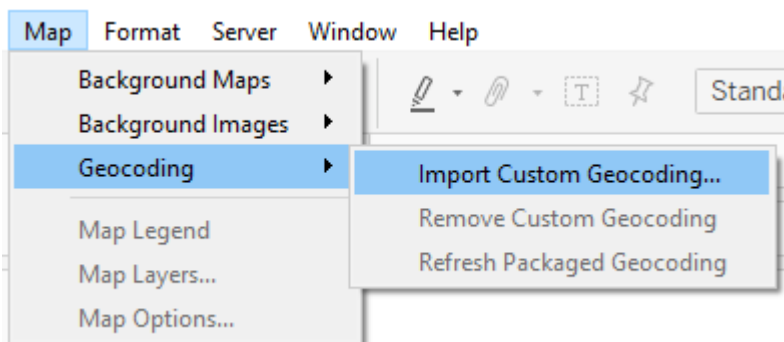 Map Format Server Window Help
Background Maps
Background Images
Geocoding
Map Legend
Map Layers...
Map Options...
T
Standa
Import Custom Geocoding...
Remove Custom Geocoding
Refresh Packaged Geocoding